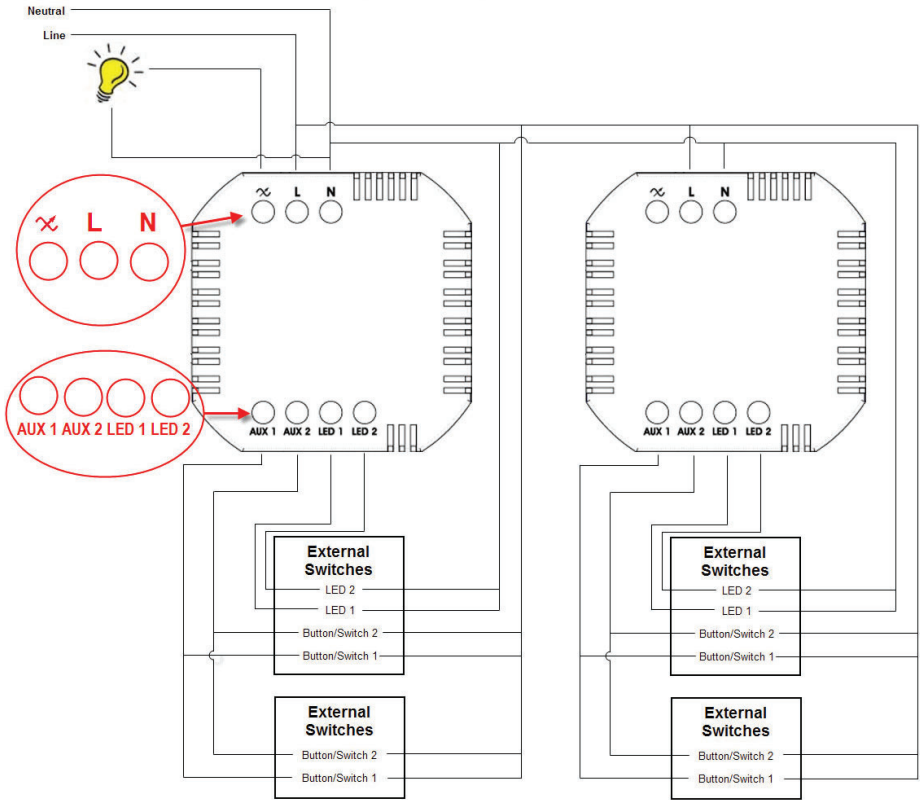 Neutral
Line
L N
L N
L N
AUX 1 AUX 2 LED 1 LED 2
AUX 1 AUX 2 LED 1 LED 2
AUX 1 AUX 2 LED 1 LED 2
External
Switches
LED 2
LED 1
Button/Switch 2
Button/Switch 1
External
Switches
LED 2
LED 1
Button/Switch 2
Button/Switch 1
External
Switches
Button/Switch 2
Button/Switch 1
External
Switches
Button/Switch 2
Button/Switch 1